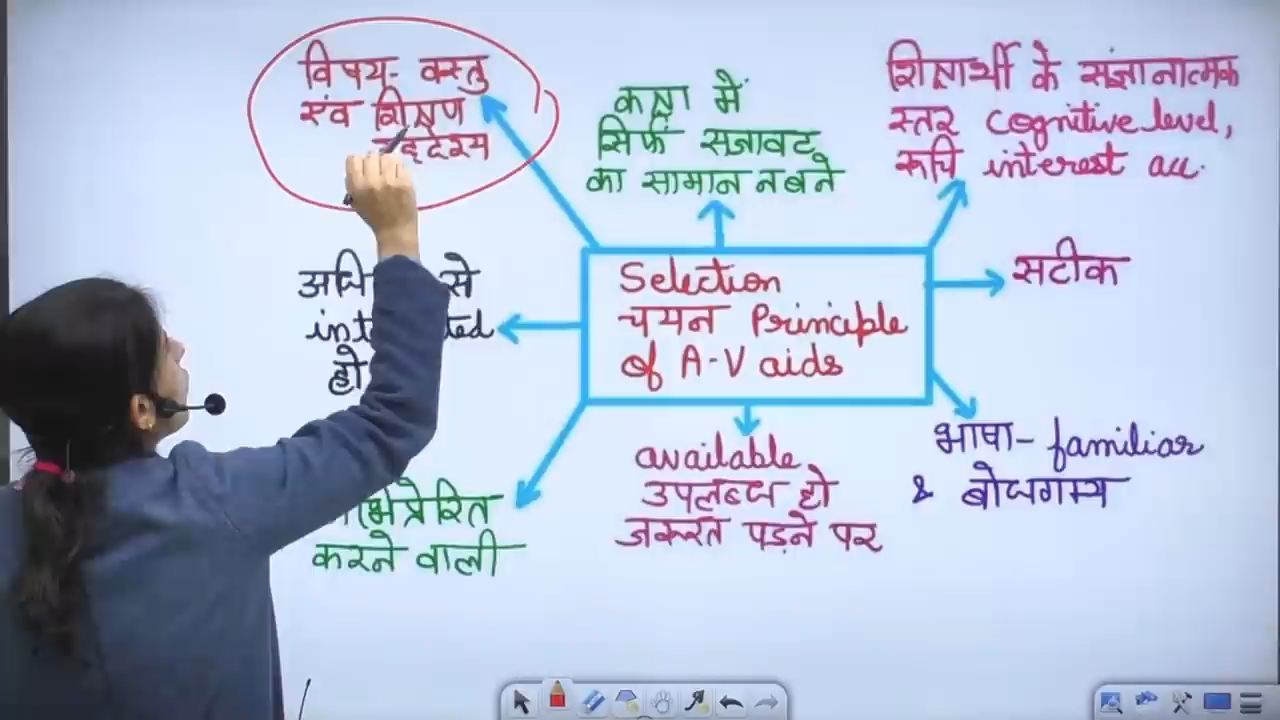 विषय- वस्तु
एंव शिक्षण
उद्देश्य
कक्षा में
सिर्फ सजावट
का सामान न बने
शिक्षार्थी के संज्ञानात्मक
स्तर cognitive level,
रूचि interest acc.
से
हो
Selection
चयन Principle
of A-V aids
सटीक
भाषा- familiar
& बोधगम्य
available
उपलब्ध हो
जरूरत पड़ने पर
करने वाली